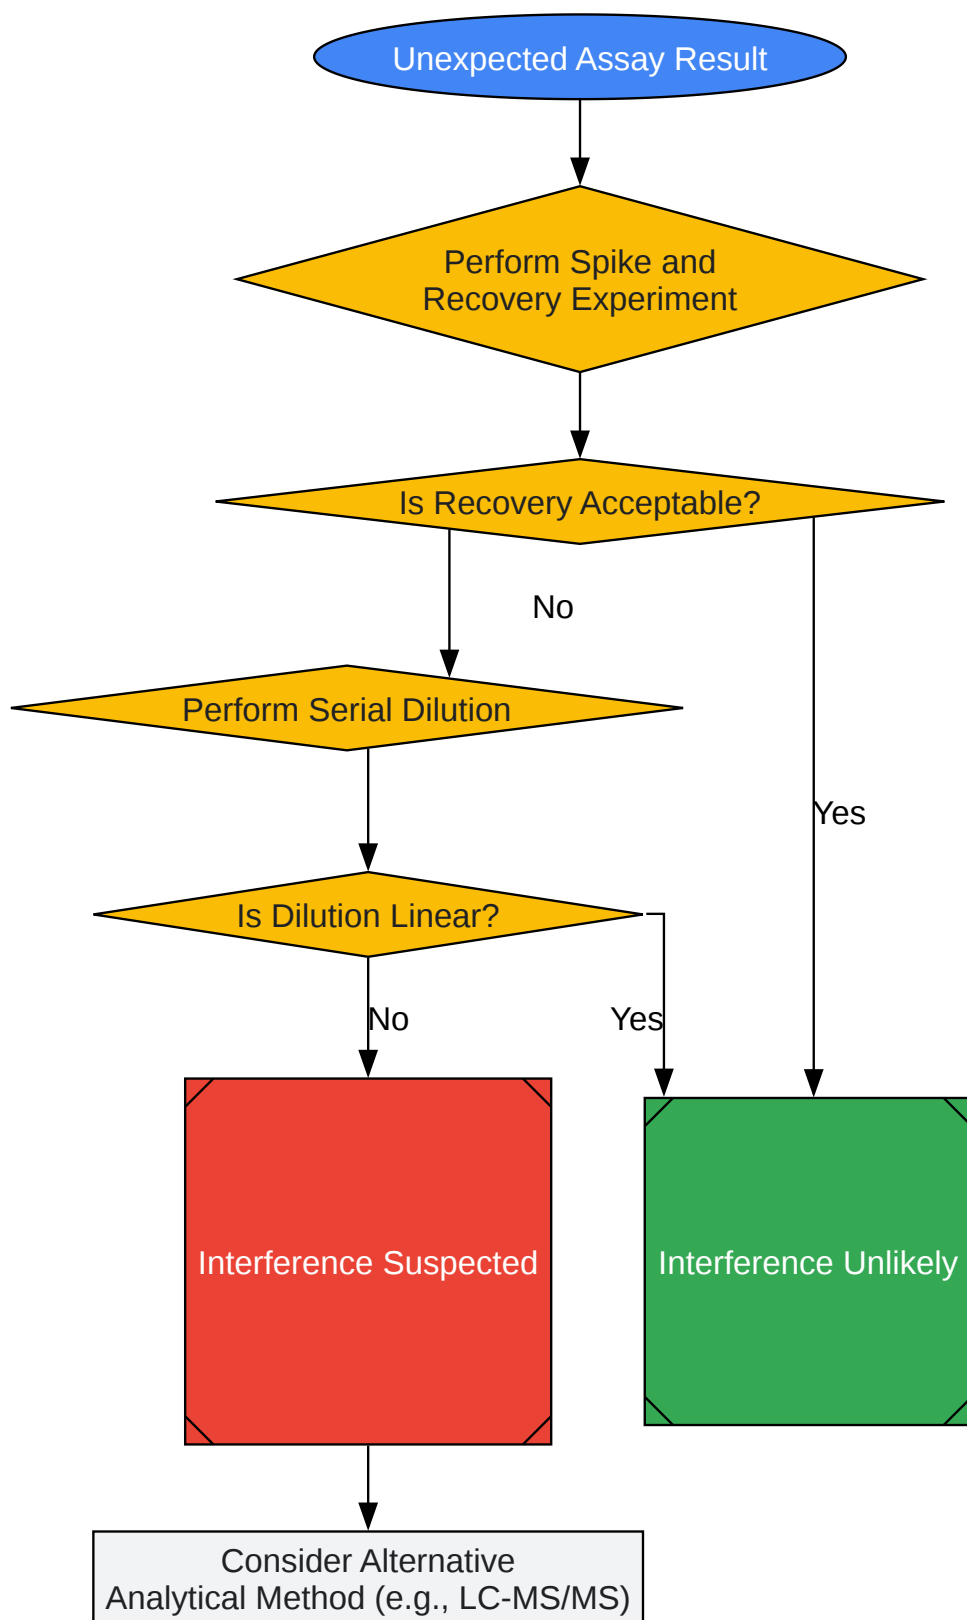 Unexpected Assay Result
Perform Spike and
Recovery Experiment
Is Recovery Acceptable?
No
Perform Serial Dilution
Yes
Is Dilution Linear?
No
Yes
Interference Suspected
Interference Unlikely
Consider Alternative
Analytical Method (e.g., LC-MS/MS)